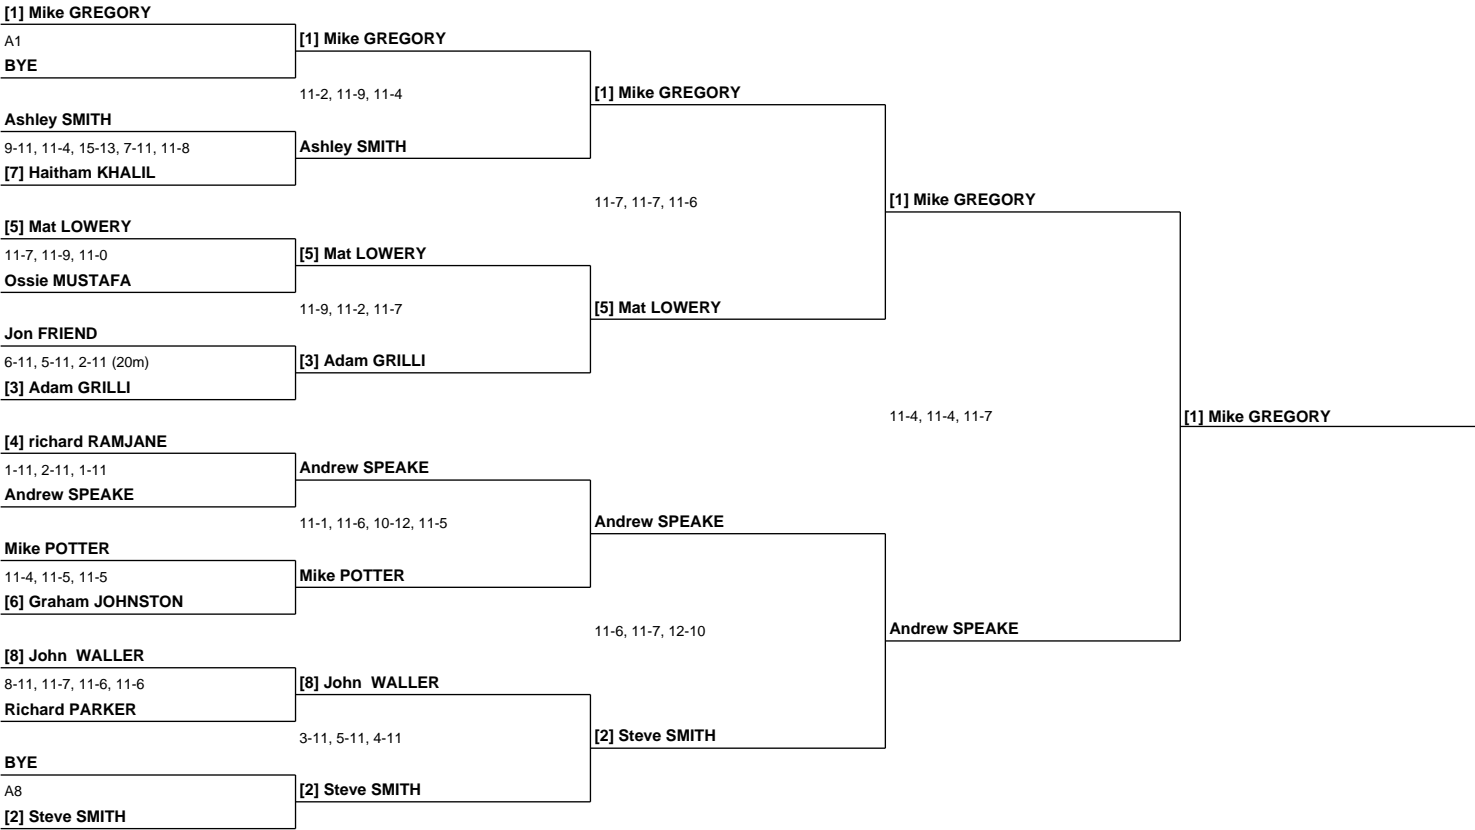 [1] Mike GREGORY
A1
BYE
Ashley SMITH
9-11, 11-4, 15-13, 7-11, 11-8
[7] Haitham KHALIL
[5] Mat LOWERY
11-7, 11-9, 11-0
Ossie MUSTAFA
Jon FRIEND
6-11, 5-11, 2-11 (20m)
[3] Adam GRILLI
[4] richard RAMJANE
1-11, 2-11, 1-11
Andrew SPEAKE
Mike POTTER
11-4, 11-5, 11-5
[6] Graham JOHNSTON
[8] John  WALLER
8-11, 11-7, 11-6, 11-6
Richard PARKER
BYE
A8
[2] Steve SMITH
[1] Mike GREGORY
11-2, 11-9, 11-4
Ashley SMITH
[5] Mat LOWERY
11-9, 11-2, 11-7
[3] Adam GRILLI
Andrew SPEAKE
11-1, 11-6, 10-12, 11-5
Mike POTTER
[8] John  WALLER
3-11, 5-11, 4-11
[2] Steve SMITH
[1] Mike GREGORY
11-7, 11-7, 11-6
[5] Mat LOWERY
Andrew SPEAKE
11-6, 11-7, 12-10
[2] Steve SMITH
[1] Mike GREGORY
11-4, 11-4, 11-7
Andrew SPEAKE
[1] Mike GREGORY